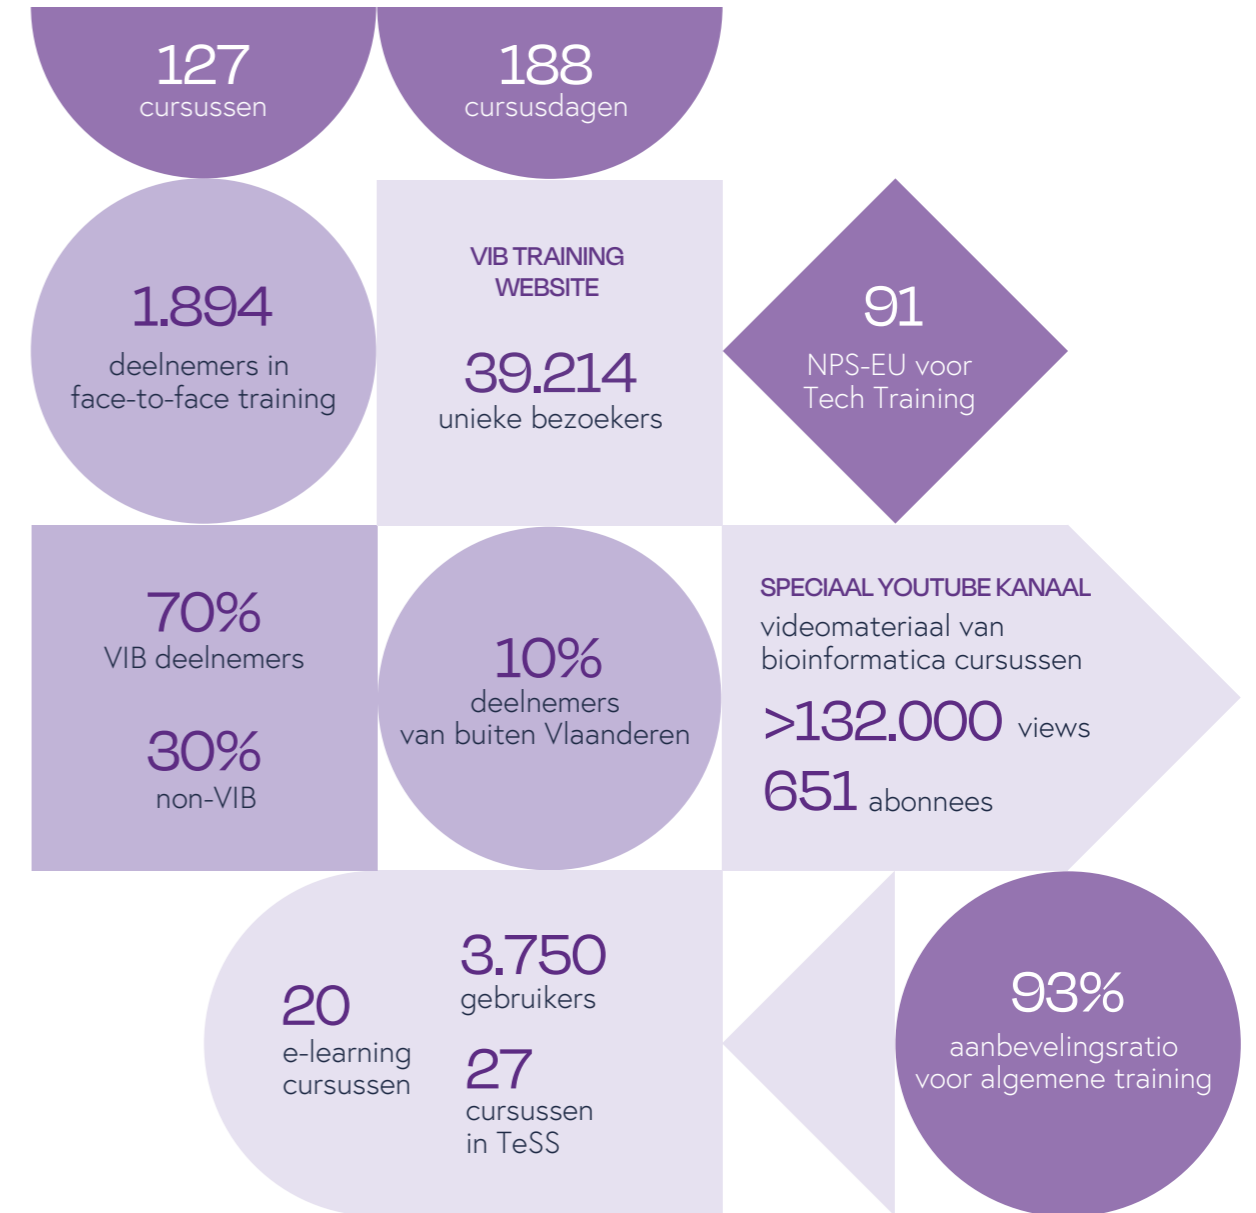 127
cursussen
188
cursusdagen
1.894
deelnemers in
face-to-face training
VIB TRAINING
WEBSITE
39.214
unieke bezoekers
91
NPS-EU voor
Tech Training
70%
VIB deelnemers
30%
non-VIB
10%
deelnemers
van buiten Vlaanderen
SPECIAAL YOUTUBE KANAAL
videomateriaal van
bioinformatica cursussen
>132.000 views
651 abonnees
20
e-learning
cursussen
3.750
gebruikers
27
cursussen
in TeSS
93%
aanbevelingsratio
voor algemene training